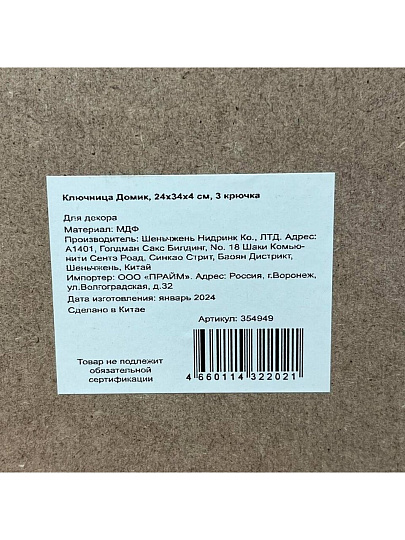 Ключница Домик, 24х34х4 см, 3 крючка
Для декора
Материал: МДФ
Производитель: Шеньчжень Нидринк Ко., ЛТД. Адрес:
А1401, Голдман Сакс Билдинг, No. 18 Шаки Комью-
нити Сентэ Роад, Синкао Стрит, Баоян Дистрикт,
Шеньчжень, Китай
Импортер: ООО «ПРАЙМ». Адрес: Россия, г.Воронеж,
ул.Волгоградская, д.32
Дата изготовления: январь 2024
Сделано в Китае
Артикул: 354949
Товар не подлежит
обязательной
сертификации
4 660114 322021